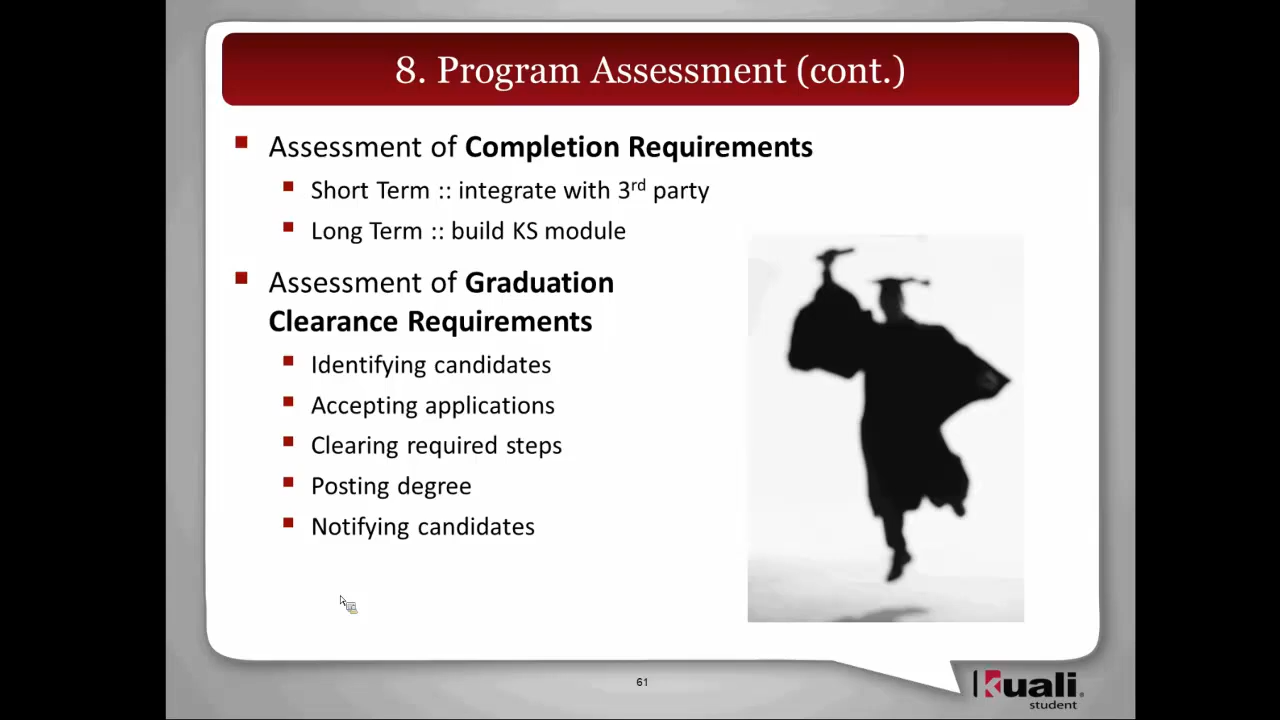 8. Program Assessment (cont.)
Assessment of Completion Requirements
Short Term :: integrate with 3rd party
Long Term :: build KS module
Assessment of Graduation
Clearance Requirements
Identifying candidates
Accepting applications
Clearing required steps
Posting degree
Notifying candidates
61
kuali®
student